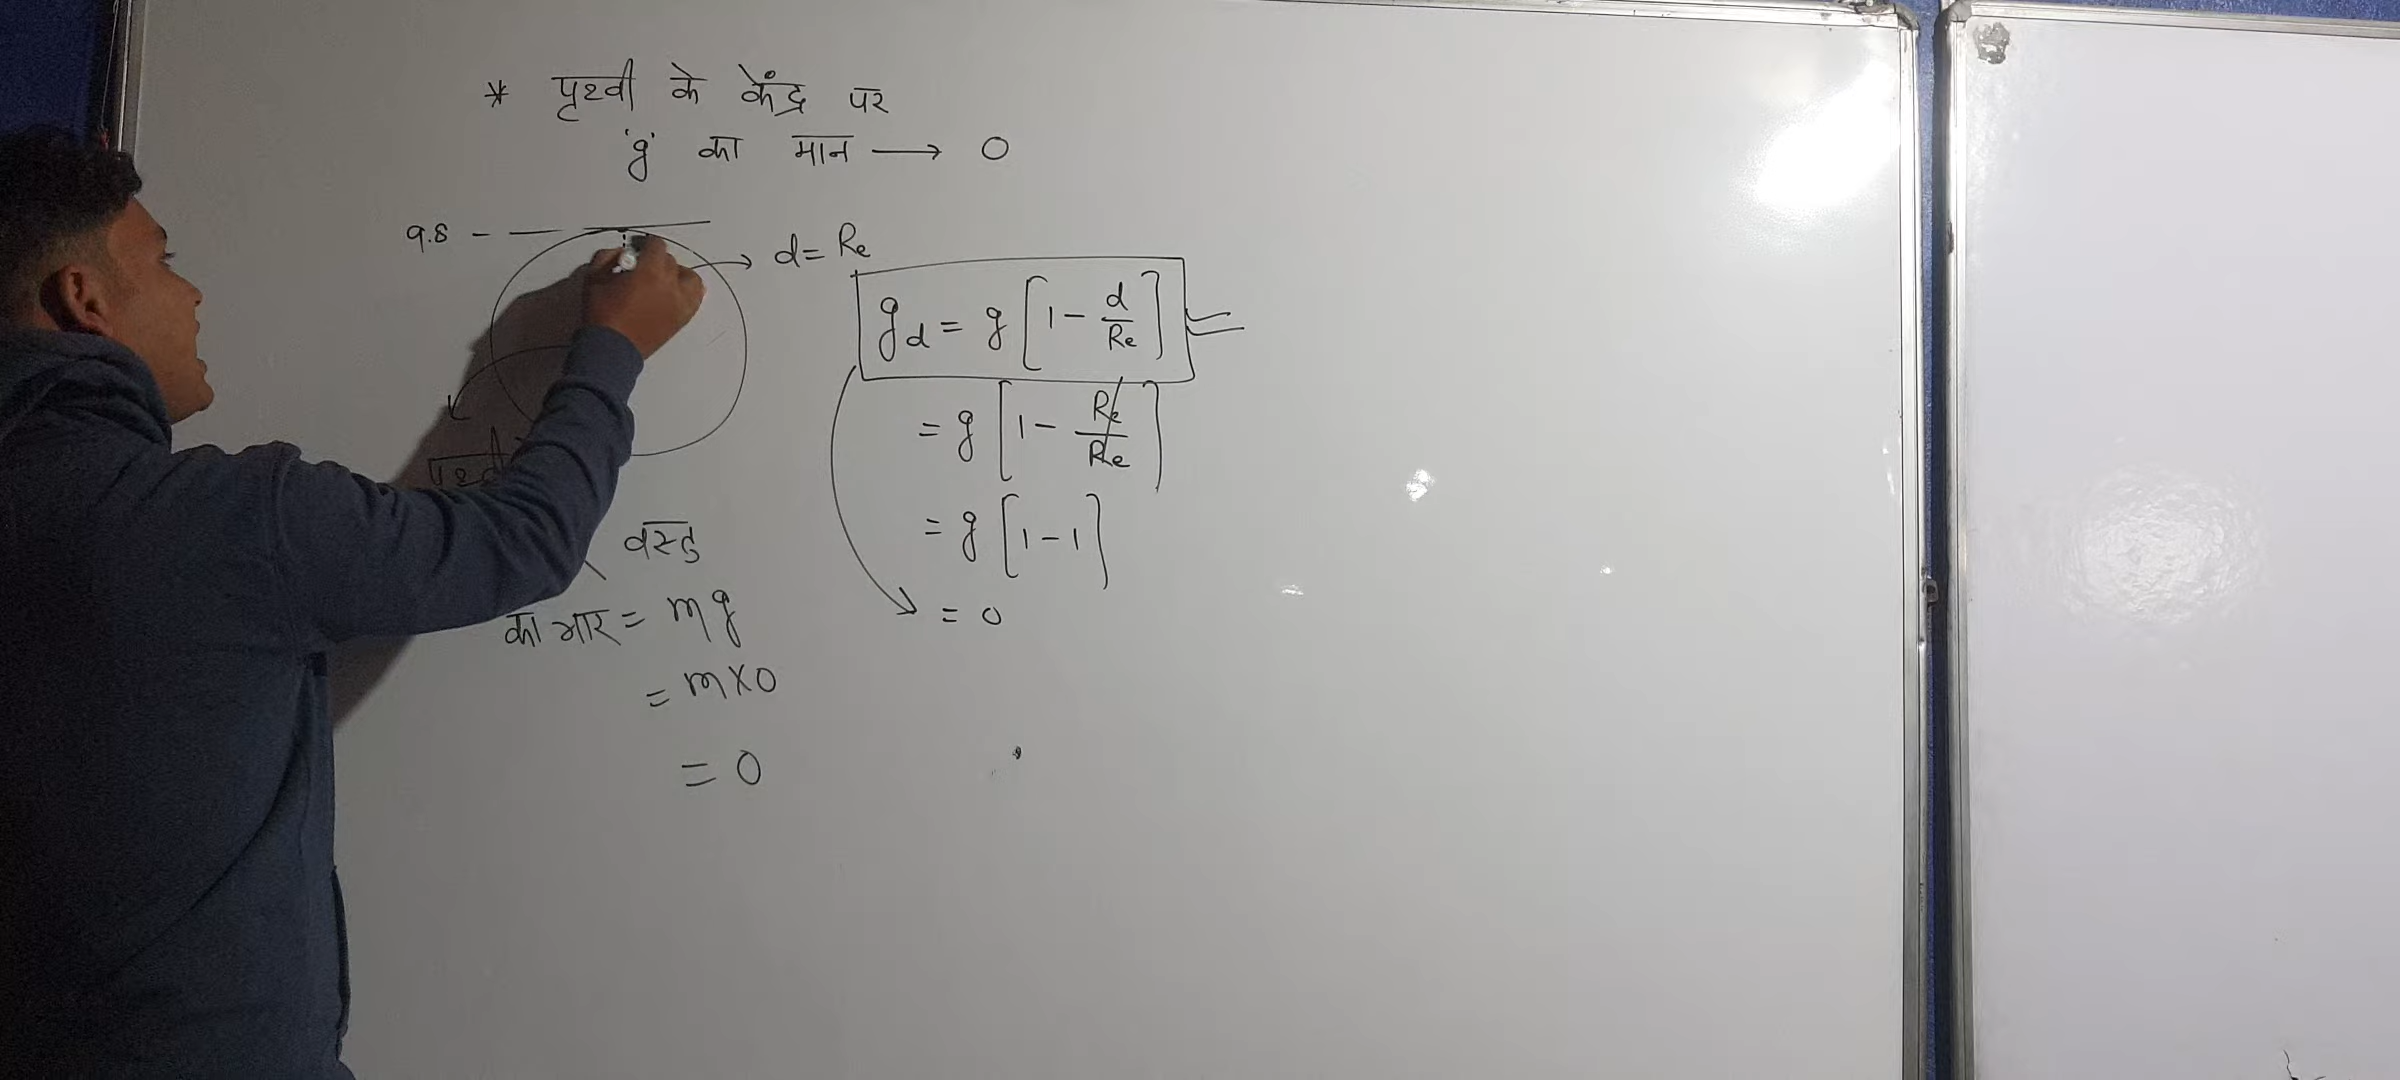 * पृथ्वी के केंद्र पर
'g' का मान → 0
9.8 - —
d = Re
gd = g [1 - d/Re]
= g [1 - Re/Re]
= g [1 - 1]
= 0
वस्तु
का भार = mg
= m×0
= 0